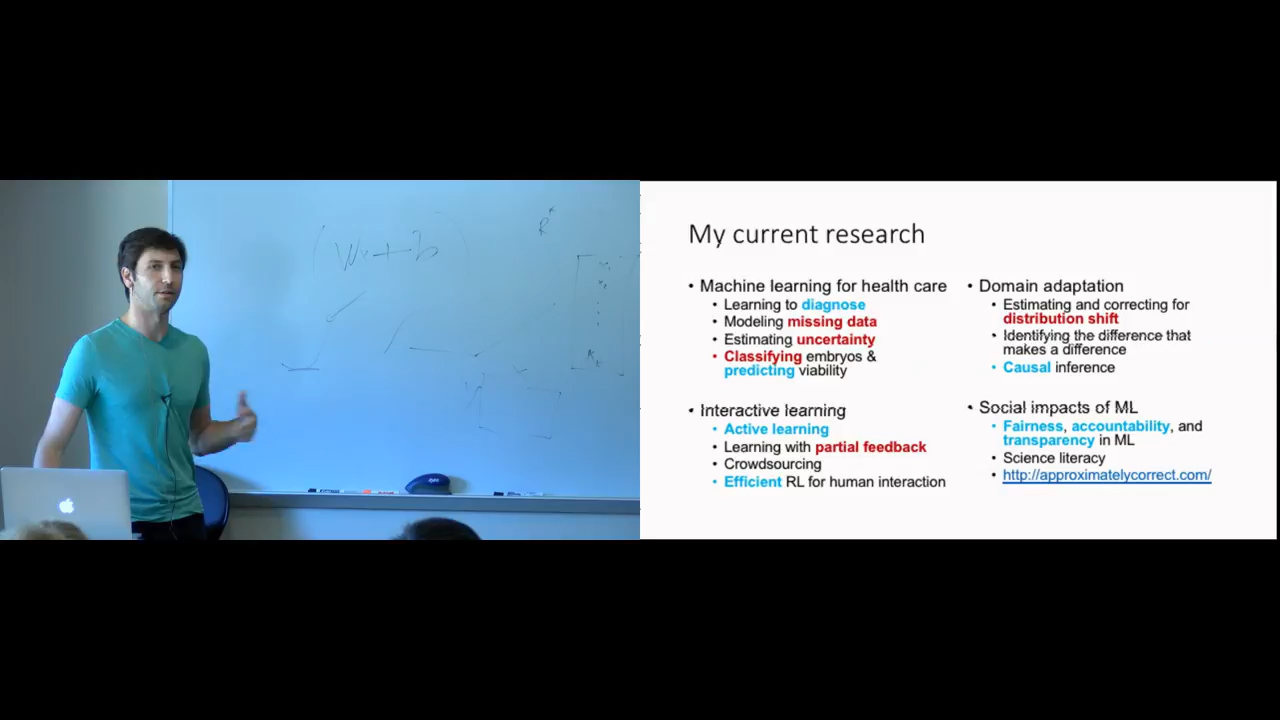 (Wx+b)
R
My current research
• Machine learning for health care
• Learning to diagnose
• Modeling missing data
• Estimating uncertainty
• Classifying embryos &
predicting viability
• Interactive learning
• Active learning
• Learning with partial feedback
• Crowdsourcing
• Efficient RL for human interaction
• Domain adaptation
• Estimating and correcting for
distribution shift
• Identifying the difference that
makes a difference
• Causal inference
• Social impacts of ML
• Fairness, accountability, and
transparency in ML
• Science literacy
• http://approximatelycorrect.com/